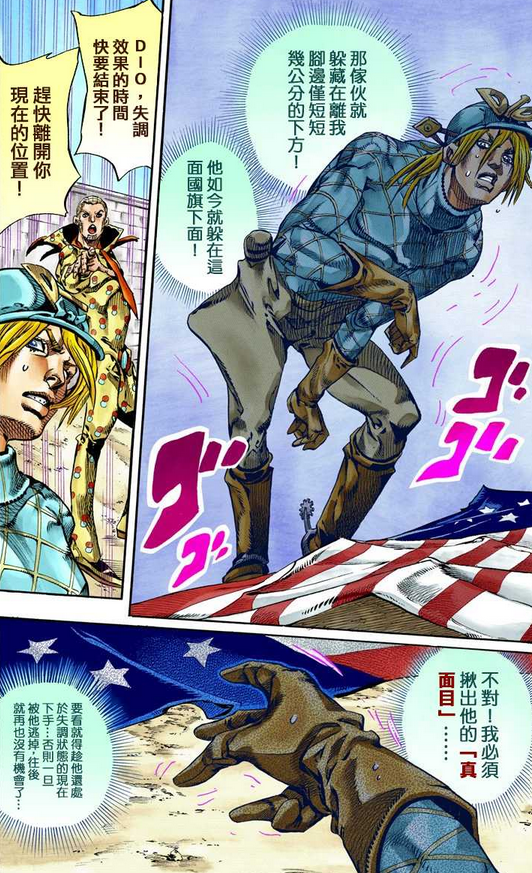 那傢伙就
躲藏在離我
腳邊僅短短
幾公分的下方！
他如今就躲在這
面國旗下面！
ゴ
ゴ
ゴ
ゴ
DIO，失調
效果的時間
快要結束了！
趕快離開你
現在的位置！
不對！我必須
揪出他的「真
面目」……
要看就得趁他還處
於失調狀態的現在
下手…否則一旦
被他逃掉，往後
就再也沒有機會了…